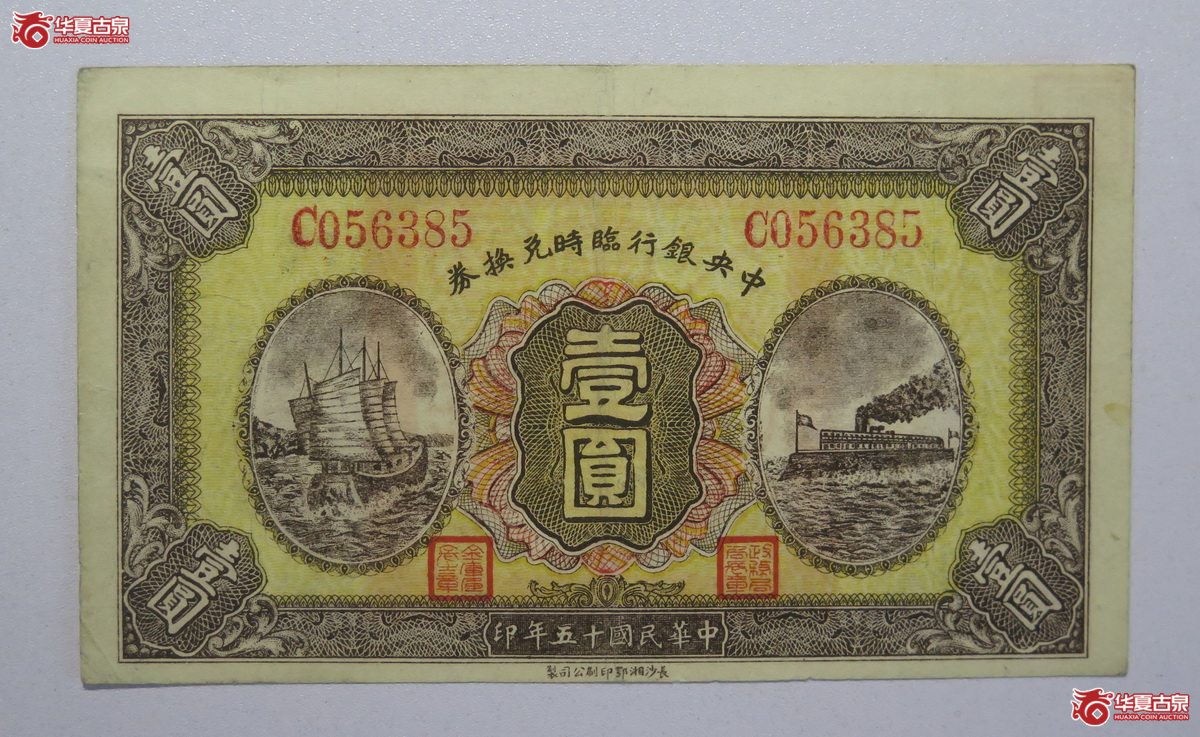 华夏古泉
HUAXIA COIN AUCTION
壹圓
壹圓
C056385
C056385
中央銀行臨時兌換券
壹圓
壹圓
壹圓
中華民國十五年印
長沙湘鄂印刷公司製
华夏古泉
HUAXIA COIN AUCTION